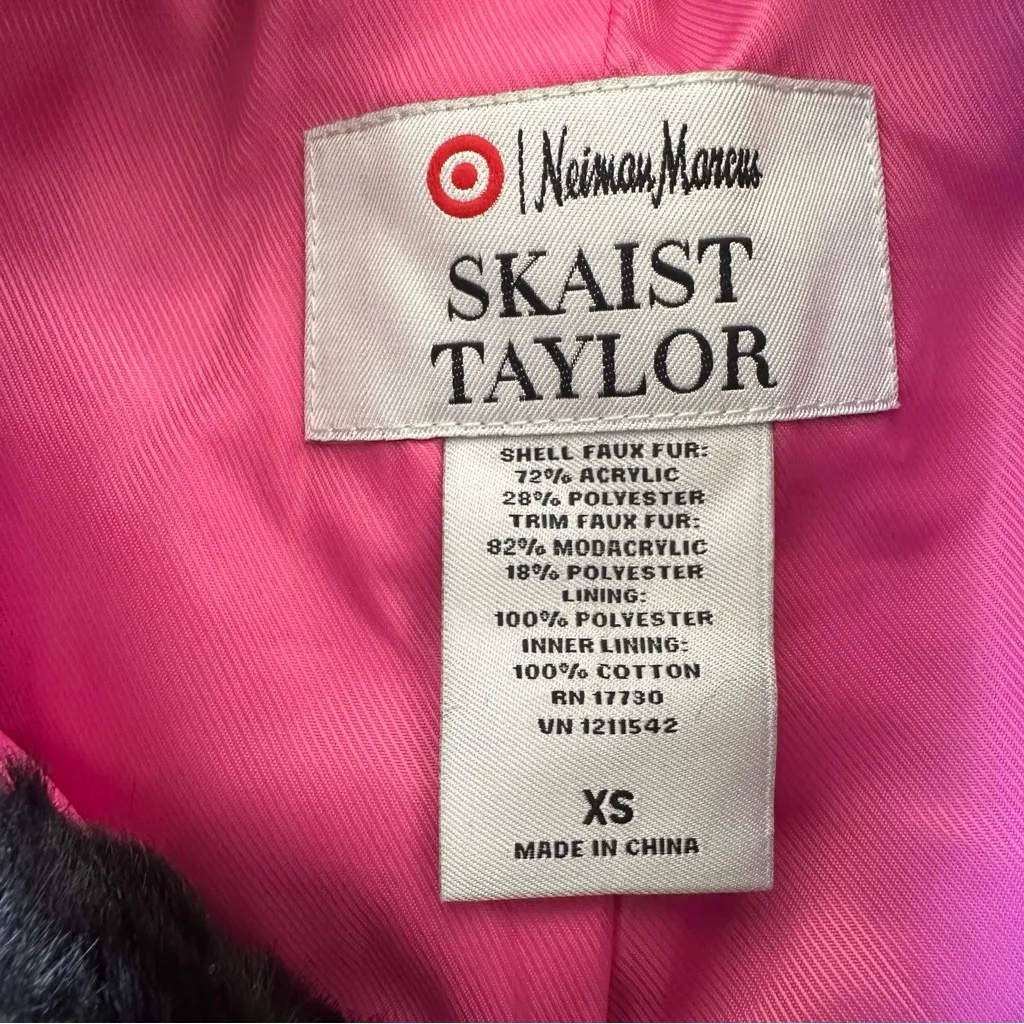 Neiman Marcus
SKAIST
TAYLOR
SHELL FAUX FUR:
72% ACRYLIC
28% POLYESTER
TRIM FAUX FUR:
82% MODACRYLIC
18% POLYESTER
LINING:
100% POLYESTER
INNER LINING:
100% COTTON
RN 17730
VN 1211542
XS
MADE IN CHINA